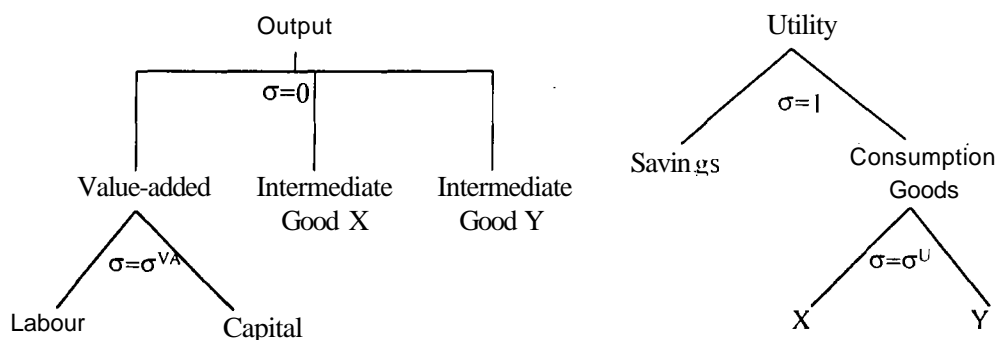 Output
σ=0
Value-added
Intermediate
Good X
Intermediate
Good Y
σ=σ^VA
Labour
Capital
Utility
σ=1
Savings
Consumption
Goods
σ=σ^U
X
Y